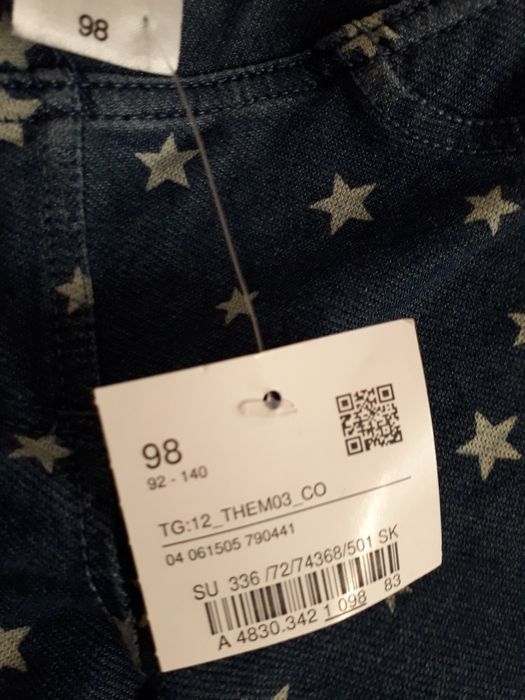 98
98
92 - 140
TG:12_THEM03_CO
04 061505 790441
SU 336 /72/74368/501 SK
A 4830.342 1 098 83